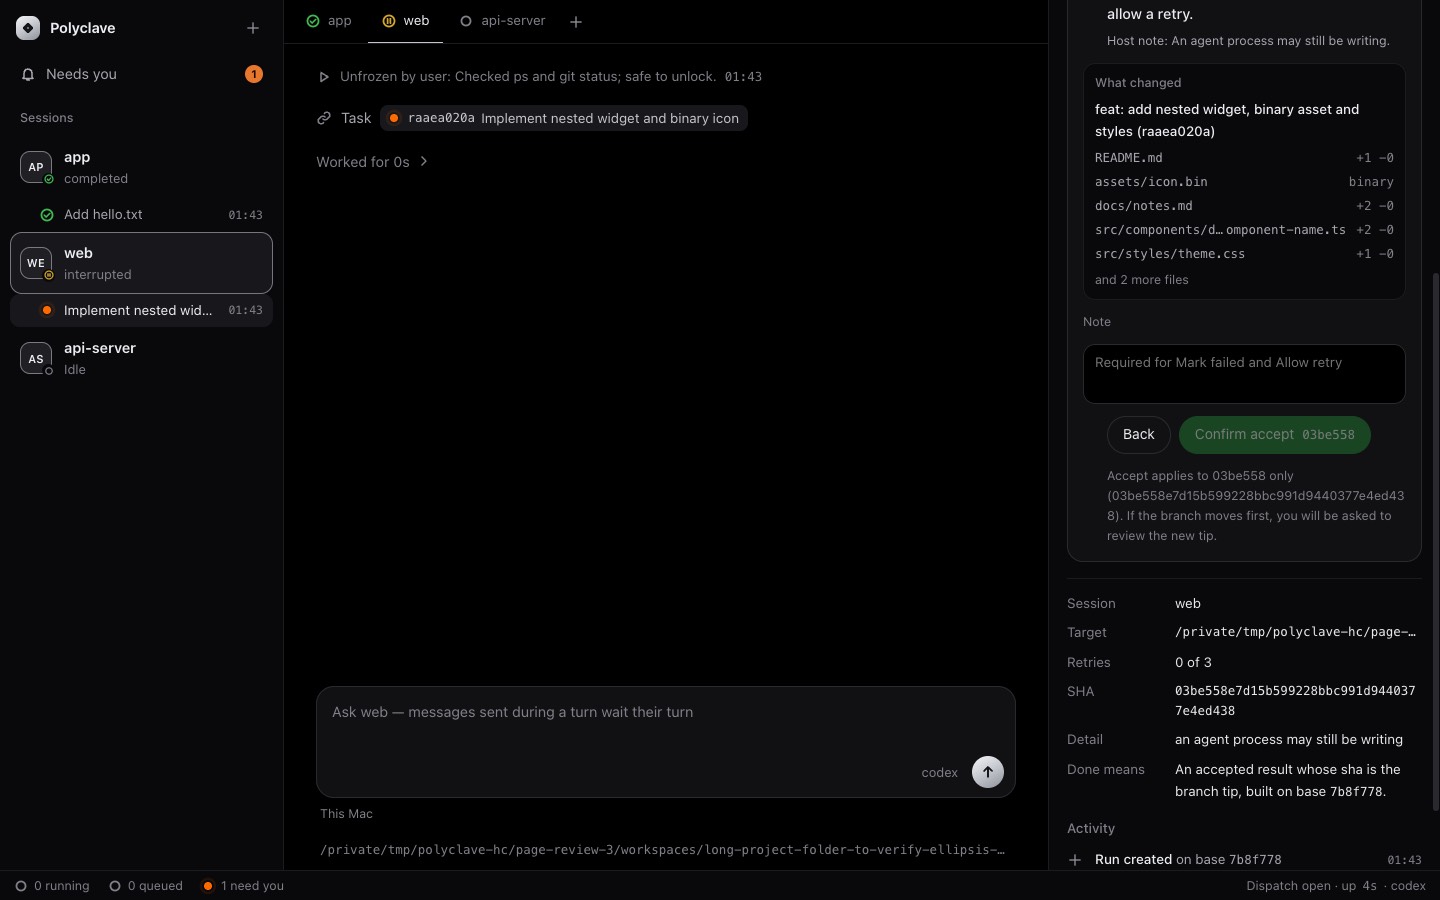 Polyclave
Needs you
1
Sessions
AP
app
completed
Add hello.txt 01:43
WE
web
interrupted
Implement nested wid… 01:43
AS
api-server
Idle
app
web
api-server
Unfrozen by user: Checked ps and git status; safe to unlock. 01:43
Task raaea020a Implement nested widget and binary icon
Worked for 0s
Ask web — messages sent during a turn wait their turn
codex
This Mac
/private/tmp/polyclave-hc/page-review-3/workspaces/long-project-folder-to-verify-ellipsis-…
allow a retry.
Host note: An agent process may still be writing.
What changed
feat: add nested widget, binary asset and
styles (raaea020a)
README.md +1 −0
assets/icon.bin binary
docs/notes.md +2 −0
src/components/d…omponent-name.ts +2 −0
src/styles/theme.css +1 −0
and 2 more files
Note
Required for Mark failed and Allow retry
Back
Confirm accept 03be558
Accept applies to 03be558 only
(03be558e7d15b599228bbc991d9440377e4ed43
8). If the branch moves first, you will be asked to
review the new tip.
Session web
Target /private/tmp/polyclave-hc/page-…
Retries 0 of 3
SHA 03be558e7d15b599228bbc991d944037
7e4ed438
Detail an agent process may still be writing
Done means An accepted result whose sha is the
branch tip, built on base 7b8f778.
Activity
Run created on base 7b8f778 01:43
0 running 0 queued 1 need you
Dispatch open · up 4s · codex